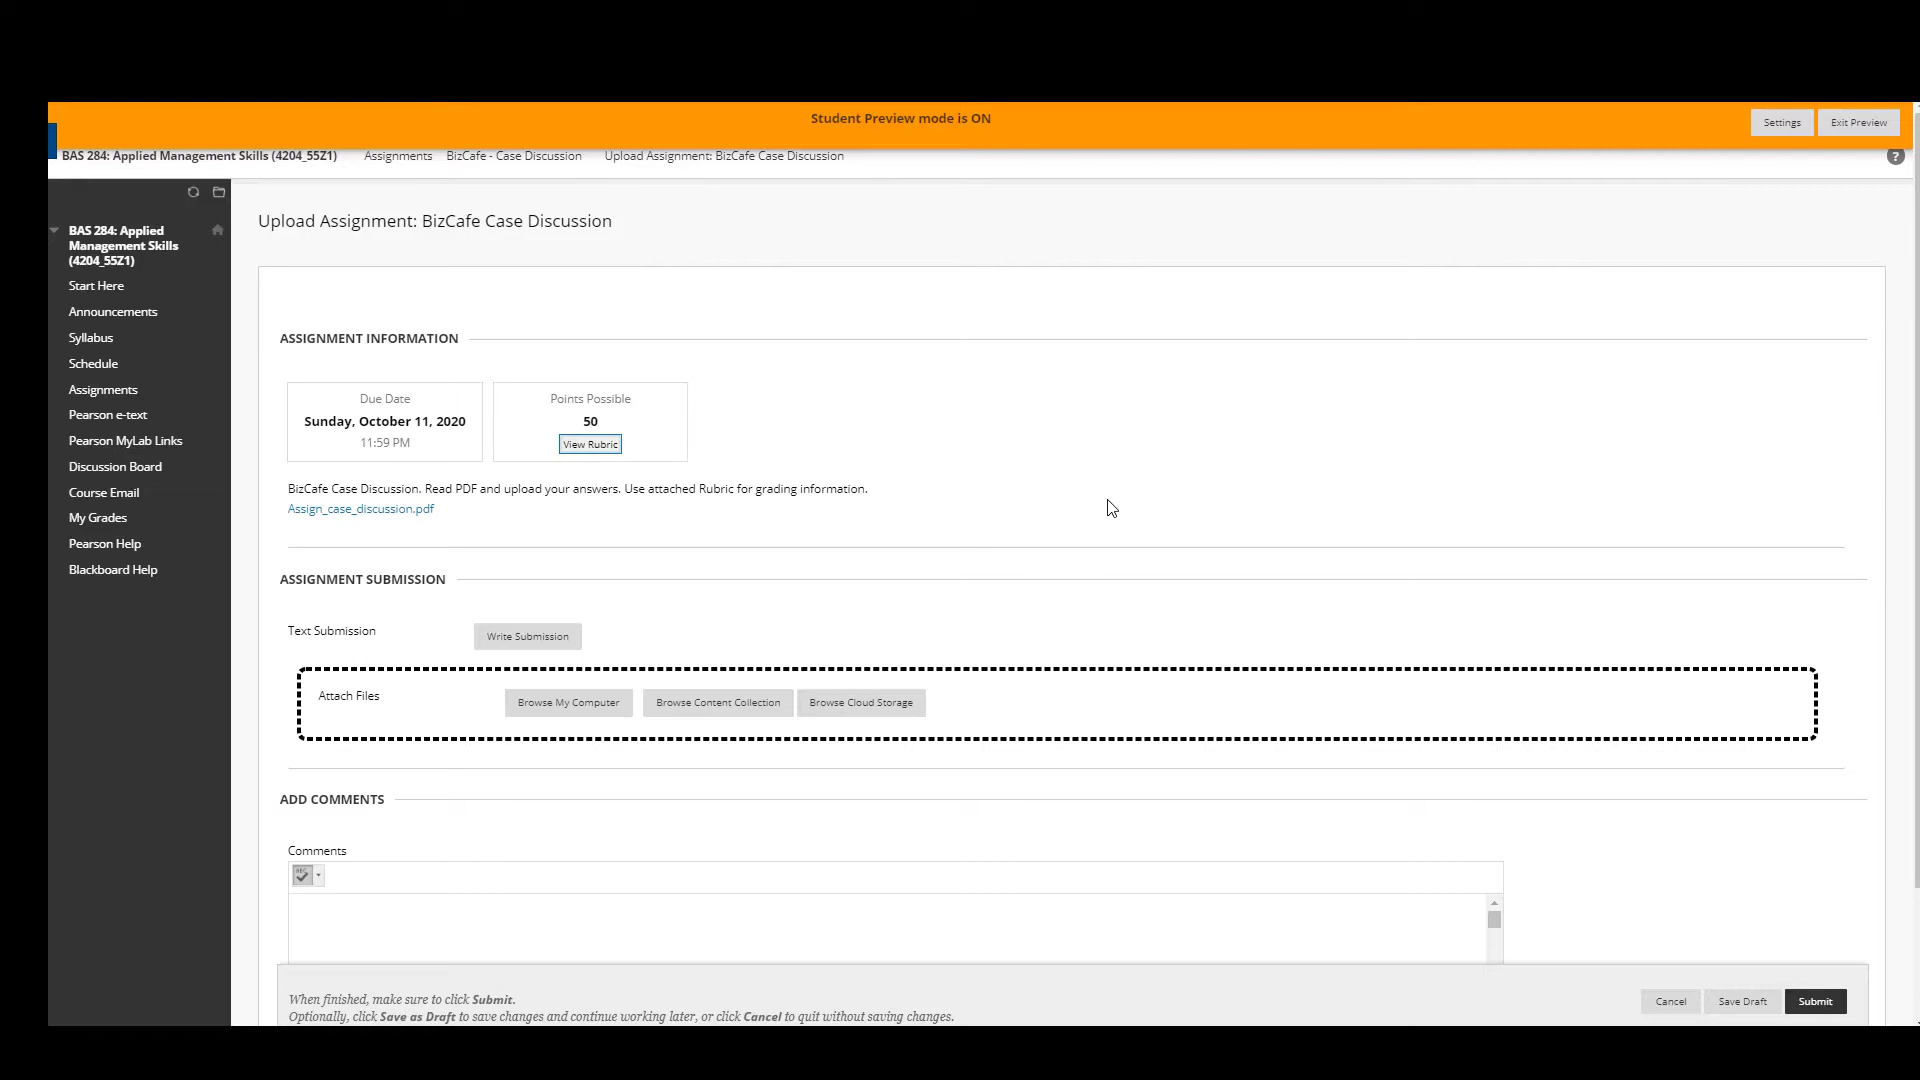 Student Preview mode is ON
Settings
Exit Preview
BAS 284: Applied Management Skills (4204_55Z1)
Assignments
BizCafe - Case Discussion
Upload Assignment: BizCafe Case Discussion
?
BAS 284: Applied
Management Skills
(4204_55Z1)
Start Here
Announcements
Syllabus
Schedule
Assignments
Pearson e-text
Pearson MyLab Links
Discussion Board
Course Email
My Grades
Pearson Help
Blackboard Help
Upload Assignment: BizCafe Case Discussion
ASSIGNMENT INFORMATION
Due Date
Sunday, October 11, 2020
11:59 PM
Points Possible
50
View Rubric
BizCafe Case Discussion. Read PDF and upload your answers. Use attached Rubric for grading information.
Assign_case_discussion.pdf
ASSIGNMENT SUBMISSION
Text Submission
Write Submission
Attach Files
Browse My Computer
Browse Content Collection
Browse Cloud Storage
ADD COMMENTS
Comments
ABC
When finished, make sure to click Submit.
Optionally, click Save as Draft to save changes and continue working later, or click Cancel to quit without saving changes.
Cancel
Save Draft
Submit